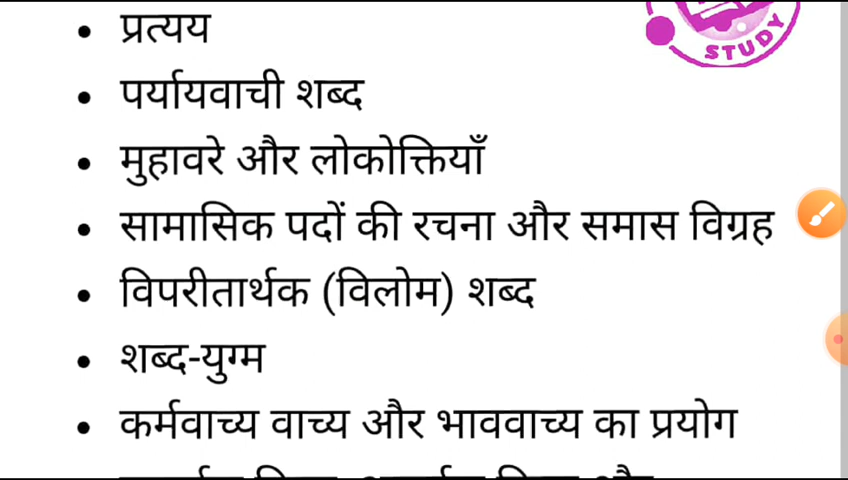 STUDY
• प्रत्यय
• पर्यायवाची शब्द
• मुहावरे और लोकोक्तियाँ
• सामासिक पदों की रचना और समास विग्रह
• विपरीतार्थक (विलोम) शब्द
• शब्द-युग्म
• कर्मवाच्य वाच्य और भाववाच्य का प्रयोग